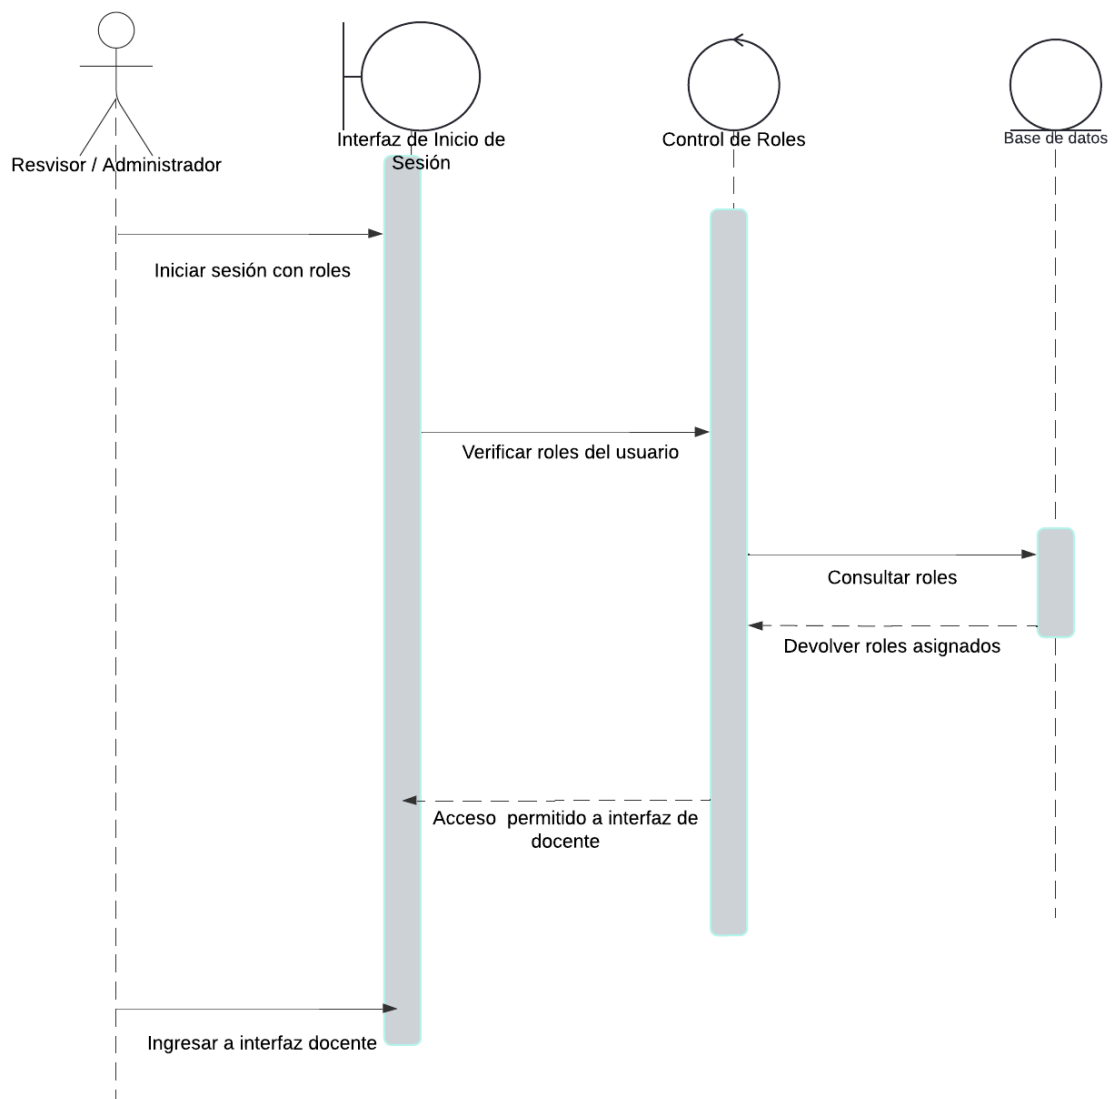 Interfaz de Inicio de
Sesión
Control de Roles
Base de datos
Resvisor / Administrador
Iniciar sesión con roles
Verificar roles del usuario
Consultar roles
Devolver roles asignados
Acceso  permitido a interfaz de
docente
Ingresar a interfaz docente